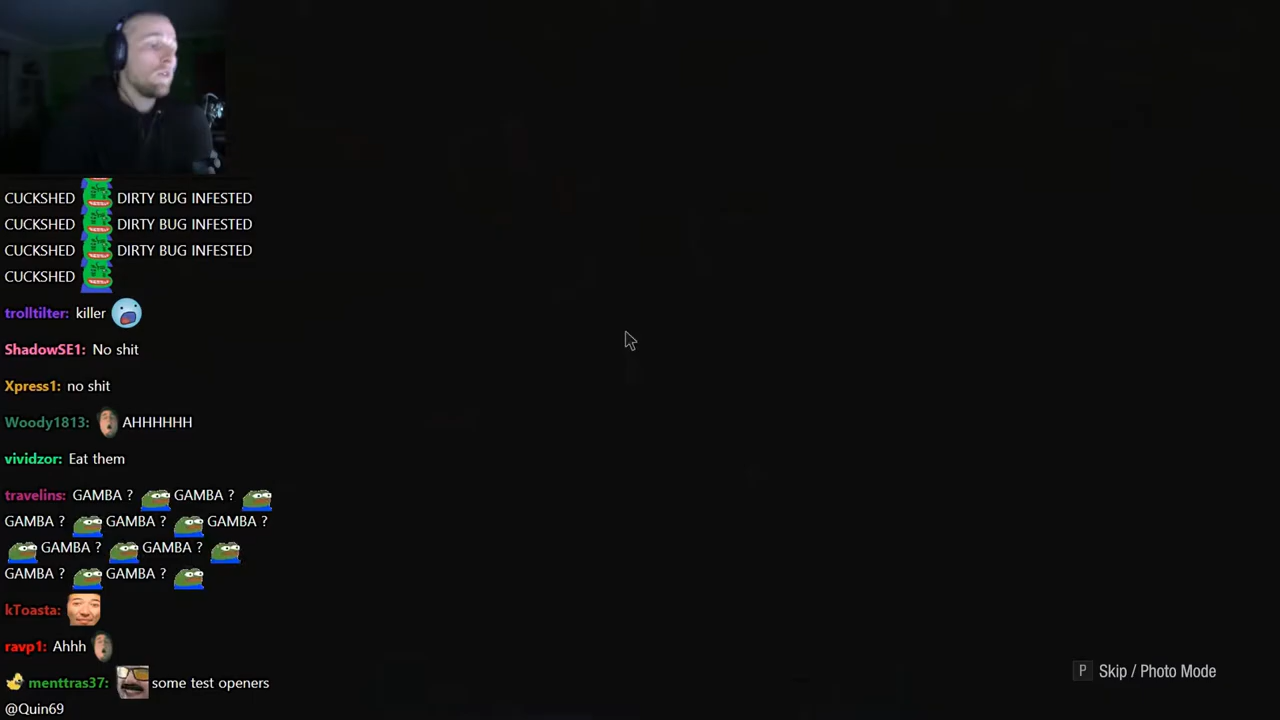 CUCKSHED DIRTY BUG INFESTED
CUCKSHED DIRTY BUG INFESTED
CUCKSHED DIRTY BUG INFESTED
CUCKSHED
trolltilter: killer
ShadowSE1: No shit
Xpress1: no shit
Woody1813: AHHHHHH
vividzor: Eat them
travelins: GAMBA ? GAMBA ?
GAMBA ? GAMBA ? GAMBA ?
GAMBA ? GAMBA ?
GAMBA ? GAMBA ?
kToasta:
ravp1: Ahhh
menttras37: some test openers
@Quin69
P Skip / Photo Mode